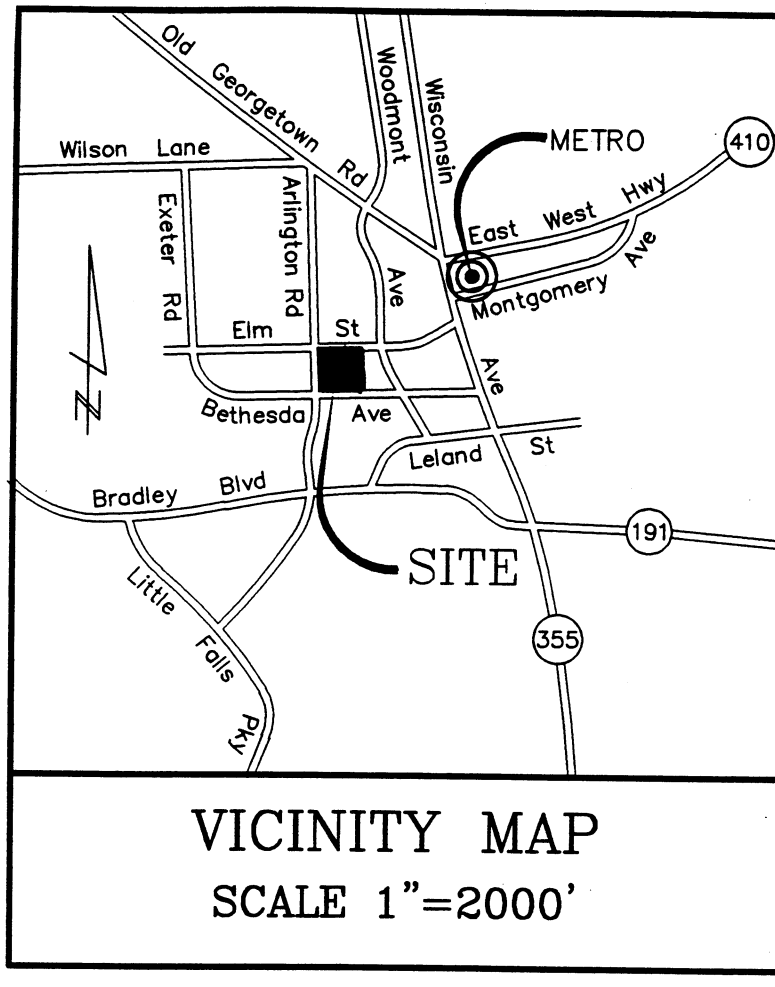 Old Georgetown Rd
Woodmont Ave
Wisconsin Ave
METRO
410
Wilson Lane
East West Hwy
Exeter Rd
Arlington Rd
Montgomery Ave
Elm St
Bethesda Ave
Leland St
Bradley Blvd
N
191
SITE
Little Falls Pky
355
VICINITY MAP
SCALE 1"=2000'